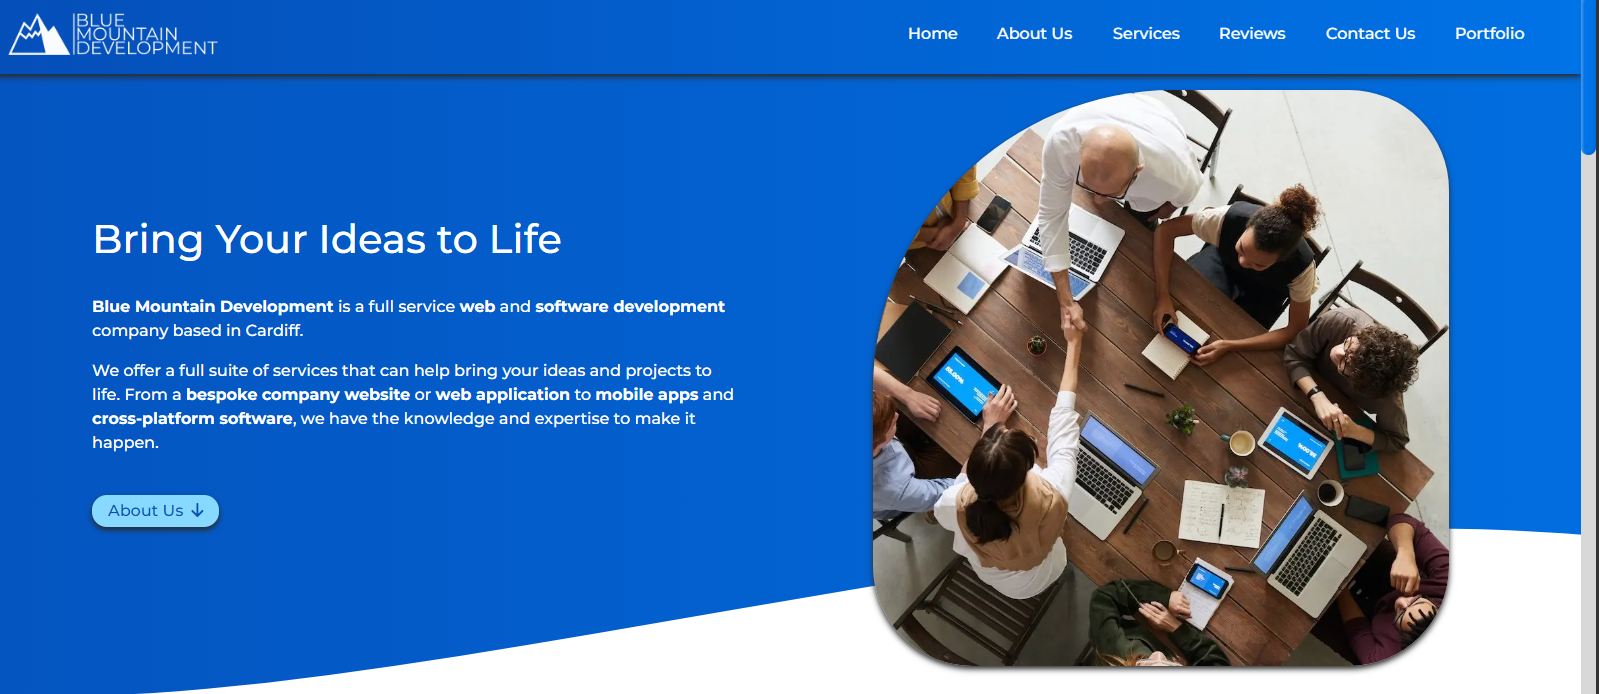 BLUE
MOUNTAIN
DEVELOPMENT
Home About Us Services Reviews Contact Us Portfolio
Bring Your Ideas to Life
Blue Mountain Development is a full service web and software development
company based in Cardiff.
We offer a full suite of services that can help bring your ideas and projects to
life. From a bespoke company website or web application to mobile apps and
cross-platform software, we have the knowledge and expertise to make it
happen.
About Us ↓